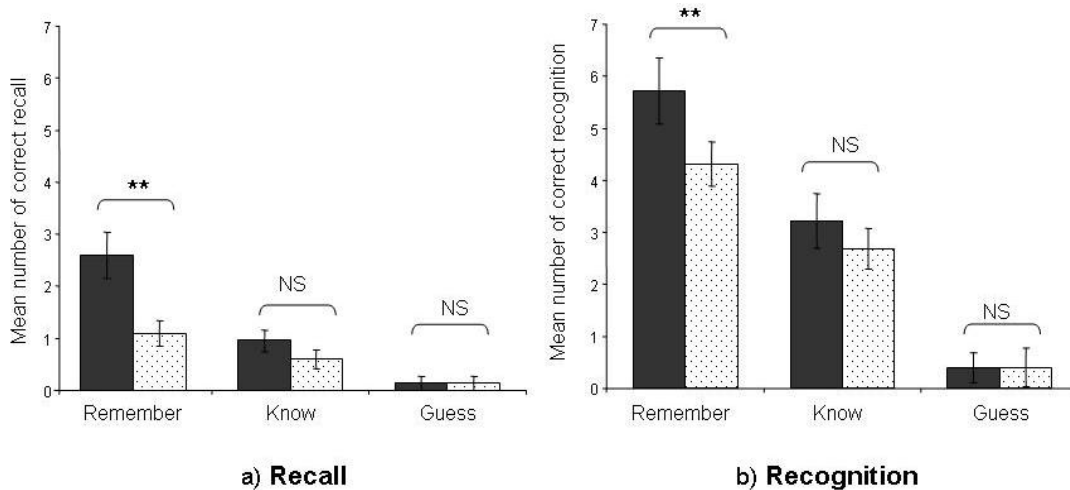 Mean number of correct recall
7
6
5
4
3
2
1
0
**
NS
NS
Remember Know Guess
a) Recall
Mean number of correct recognition
7
6
5
4
3
2
1
0
**
NS
NS
Remember Know Guess
b) Recognition